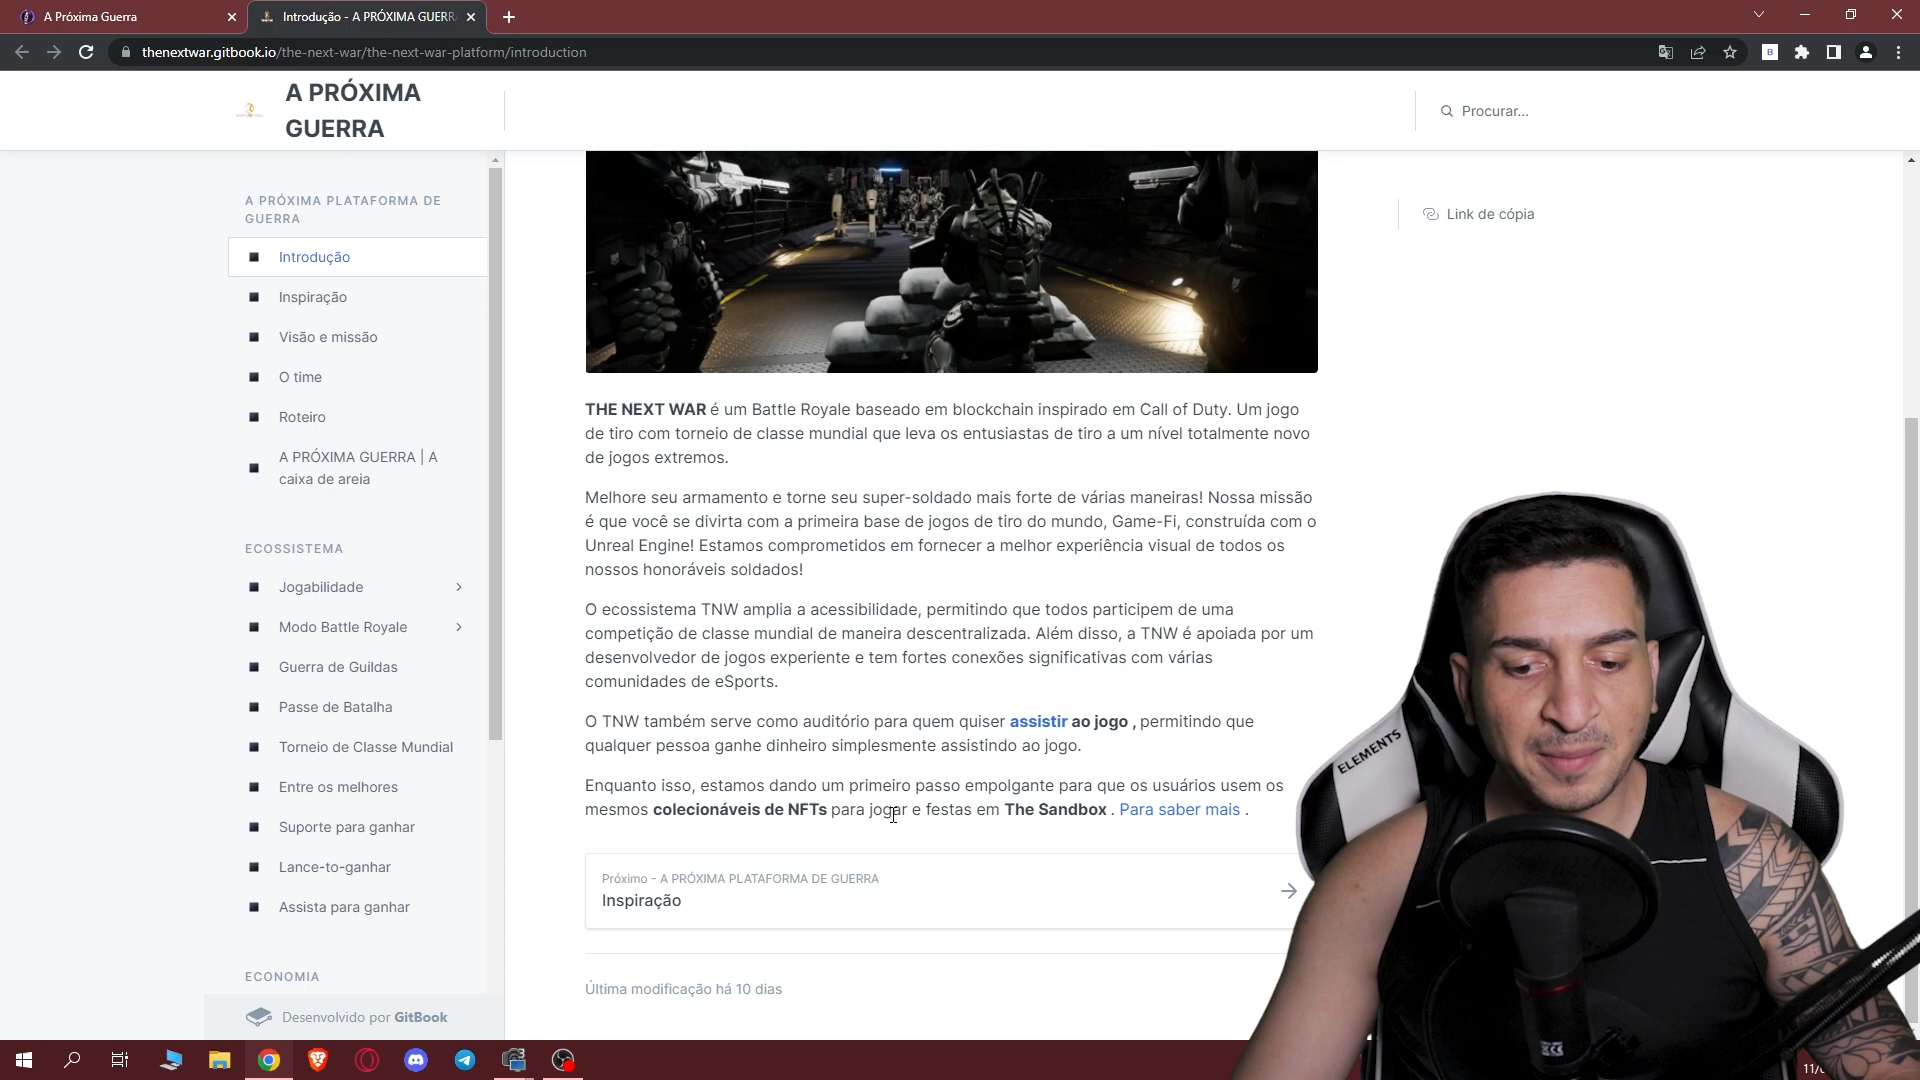 A Próxima Guerra
Introdução - A PRÓXIMA GUERR
thenextwar.gitbook.io/the-next-war/the-next-war-platform/introduction
A PRÓXIMA
GUERRA
Procurar...
A PRÓXIMA PLATAFORMA DE
GUERRA
Introdução
Inspiração
Visão e missão
O time
Roteiro
A PRÓXIMA GUERRA | A
caixa de areia
ECOSSISTEMA
Jogabilidade
Modo Battle Royale
Guerra de Guildas
Passe de Batalha
Torneio de Classe Mundial
Entre os melhores
Suporte para ganhar
Lance-to-ganhar
Assista para ganhar
ECONOMIA
Desenvolvido por GitBook
Link de cópia
THE NEXT WAR é um Battle Royale baseado em blockchain inspirado em Call of Duty. Um jogo
de tiro com torneio de classe mundial que leva os entusiastas de tiro a um nível totalmente novo
de jogos extremos.
Melhore seu armamento e torne seu super-soldado mais forte de várias maneiras! Nossa missão
é que você se divirta com a primeira base de jogos de tiro do mundo, Game-Fi, construída com o
Unreal Engine! Estamos comprometidos em fornecer a melhor experiência visual de todos os
nossos honoráveis soldados!
O ecossistema TNW amplia a acessibilidade, permitindo que todos participem de uma
competição de classe mundial de maneira descentralizada. Além disso, a TNW é apoiada por um
desenvolvedor de jogos experiente e tem fortes conexões significativas com várias
comunidades de eSports.
O TNW também serve como auditório para quem quiser assistir ao jogo , permitindo que
qualquer pessoa ganhe dinheiro simplesmente assistindo ao jogo.
Enquanto isso, estamos dando um primeiro passo empolgante para que os usuários usem os
mesmos colecionáveis de NFTs para jogar e festas em The Sandbox . Para saber mais .
Próximo - A PRÓXIMA PLATAFORMA DE GUERRA
Inspiração
Última modificação há 10 dias
ELEMENTS